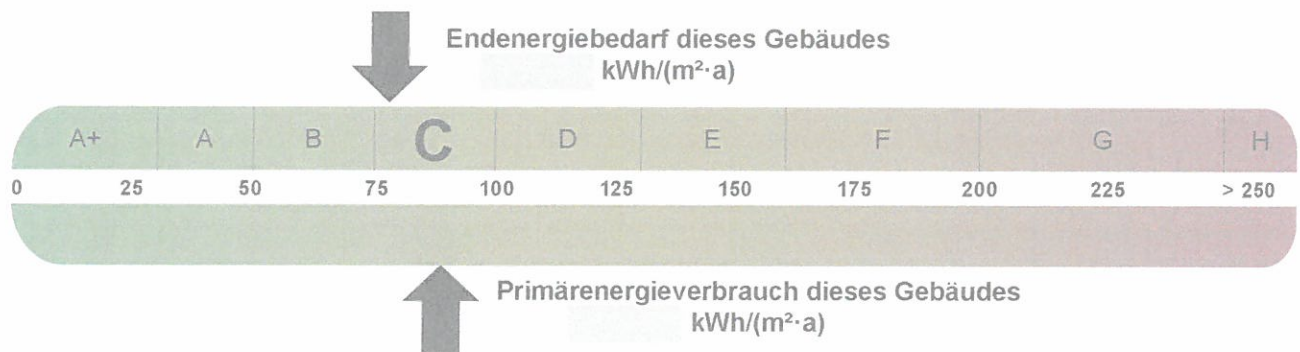 Endenergiebedarf dieses Gebäudes
kWh/(m²·a)
A+ A B C D E F G H
0 25 50 75 100 125 150 175 200 225 > 250
Primärenergieverbrauch dieses Gebäudes
kWh/(m²·a)